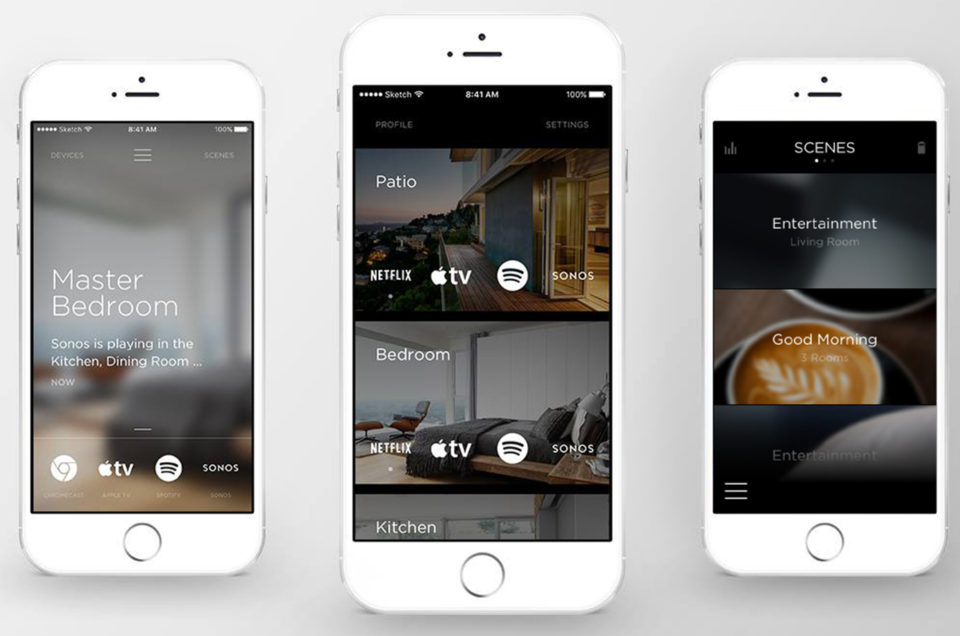 Sketch
8:41 AM
100%
DEVICES
SCENES
Master
Bedroom
Sonos is playing in the
Kitchen, Dining Room ...
NOW
tv
SONOS
CHROMECAST
APPLE TV
SPOTIFY
SONOS
Sketch
8:41 AM
100%
PROFILE
SETTINGS
Patio
NETFLIX
tv
SONOS
Bedroom
NETFLIX
tv
SONOS
Kitchen
SCENES
Entertainment
Living Room
Good Morning
3 Rooms
Entertainment